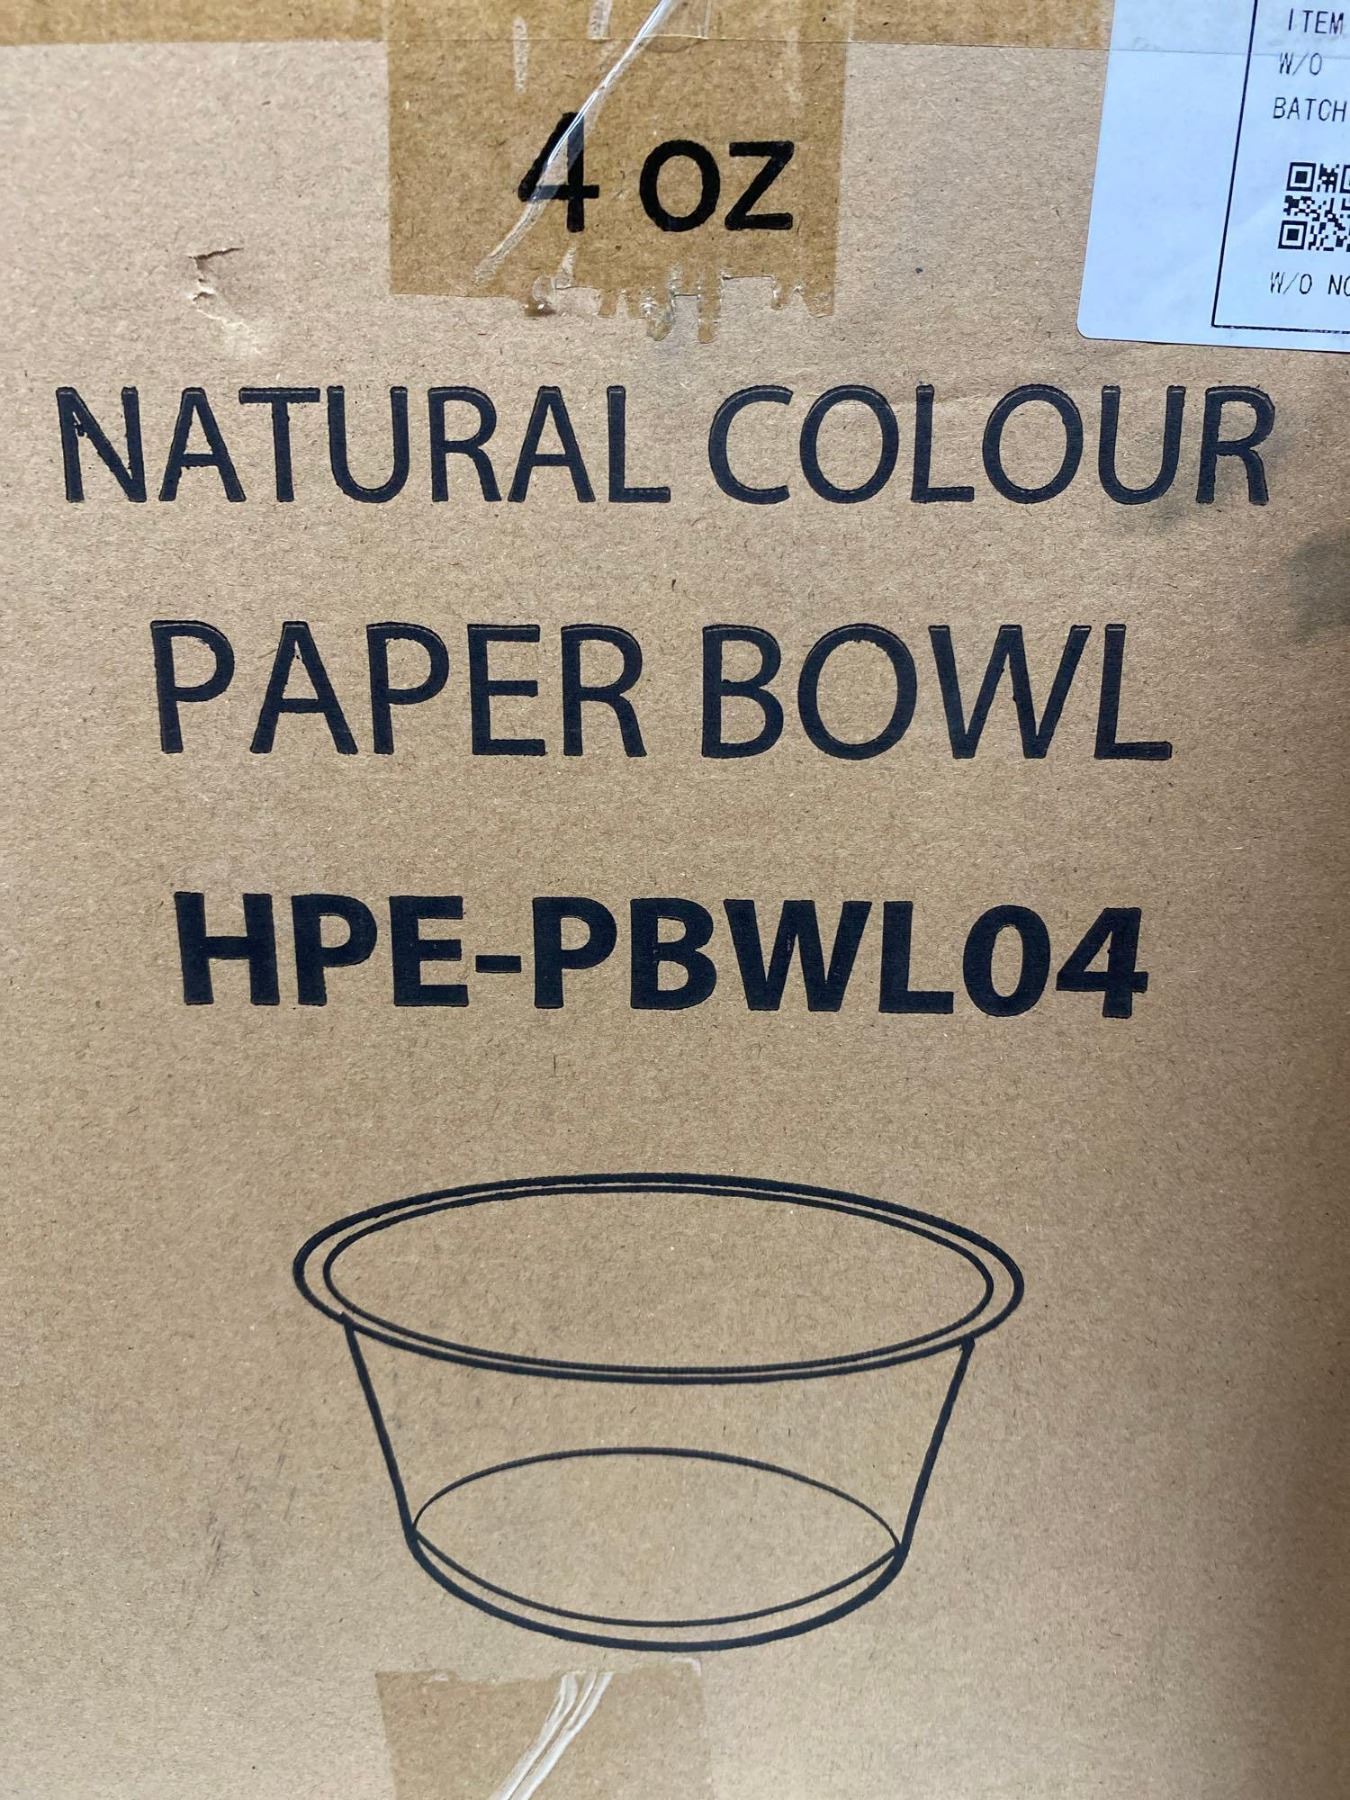 4 OZ
NATURAL COLOUR
PAPER BOWL
HPE-PBWL04
ITEM
W/O
BATCH
W/O NO